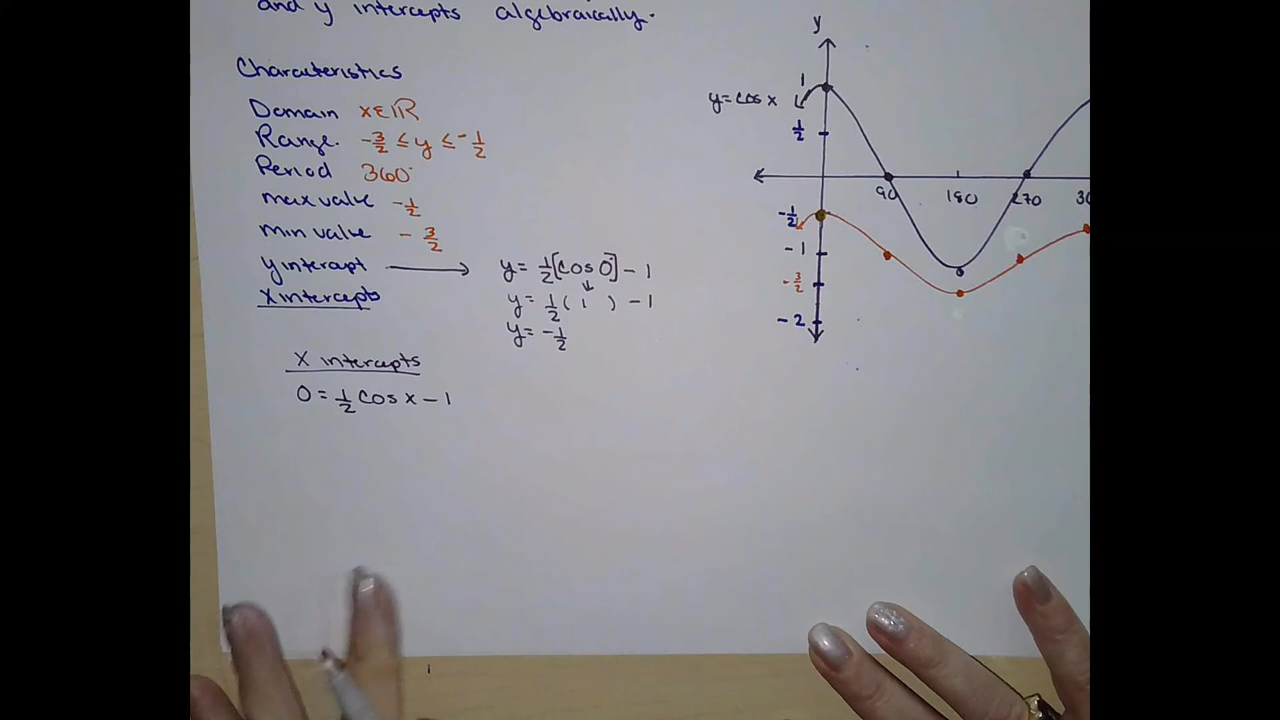 and y intercepts algebraically.
Characteristics
Domain x∈ℝ
Range. -3/2 ≤ y ≤ -1/2
Period 360°
max value -1/2
min value - 3/2
y intercept → y = 1/2[cos 0°] - 1
x intercepts
y = 1/2( 1 ) - 1
y = -1/2
x intercepts
0 = 1/2 cos x - 1
y
1
y = cos x
1/2
90
180
270
-1/2
-1
-3/2
-2